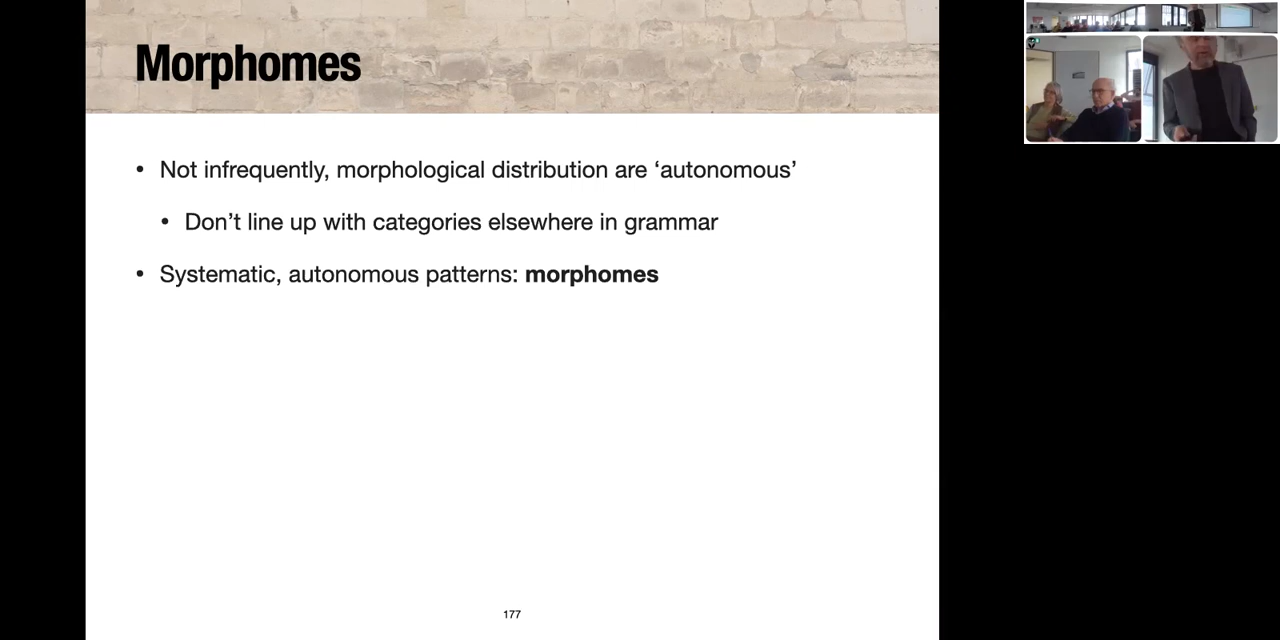 Morphomes
• Not infrequently, morphological distribution are ‘autonomous’
• Don’t line up with categories elsewhere in grammar
• Systematic, autonomous patterns: morphomes
177